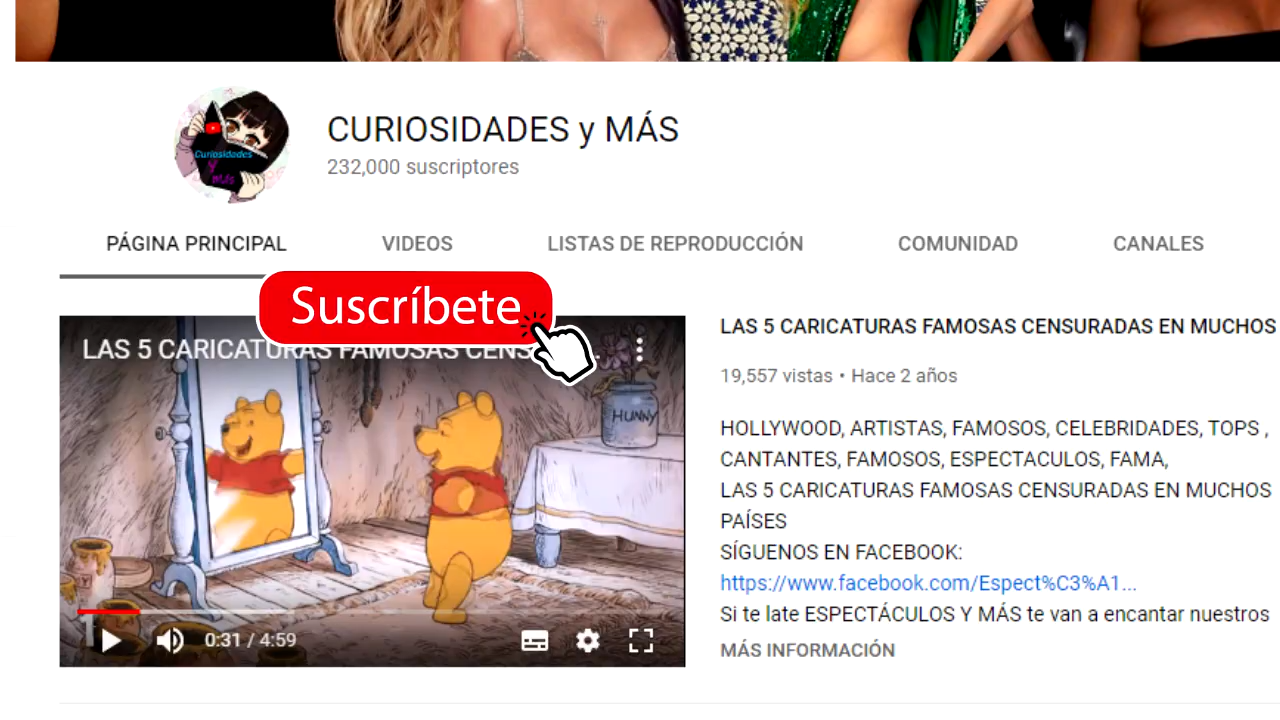 CURIOSIDADES y MÁS
232,000 suscriptores
Curiosidades
y
Más
PÁGINA PRINCIPAL VIDEOS LISTAS DE REPRODUCCIÓN COMUNIDAD CANALES
Suscríbete
LAS 5 CARICATURAS FAMOSAS CENS...
HUNNY
0:31 / 4:59
LAS 5 CARICATURAS FAMOSAS CENSURADAS EN MUCHOS
19,557 vistas • Hace 2 años
HOLLYWOOD, ARTISTAS, FAMOSOS, CELEBRIDADES, TOPS ,
CANTANTES, FAMOSOS, ESPECTACULOS, FAMA,
LAS 5 CARICATURAS FAMOSAS CENSURADAS EN MUCHOS
PAÍSES
SÍGUENOS EN FACEBOOK:
https://www.facebook.com/Espect%C3%A1...
Si te late ESPECTÁCULOS Y MÁS te van a encantar nuestros
MÁS INFORMACIÓN